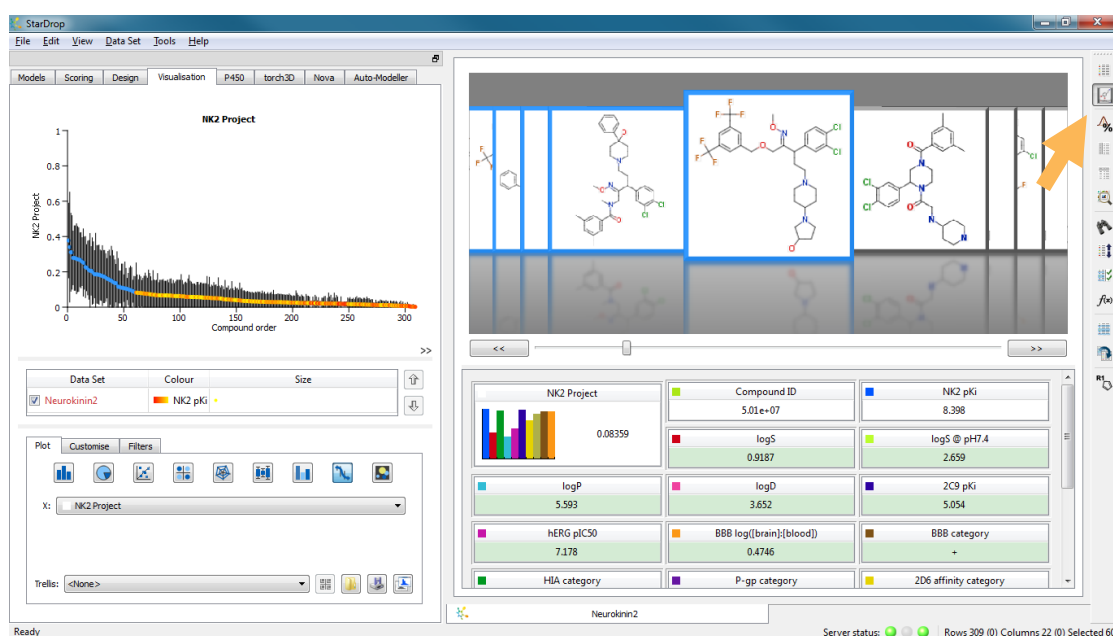 StarDrop
File Edit View Data Set Tools Help
Models Scoring Design Visualisation P450 torch3D Nova Auto-Modeller
NK2 Project
NK2 Project
1
0.8
0.6
0.4
0.2
0
0 50 100 150 200 250 300
Compound order
>>
Data Set Colour Size
Neurokinin2 NK2 pKi
Plot Customise Filters
X: NK2 Project
Trellis: <None>
<< >>
NK2 Project
0.08359
Compound ID
5.01e+07
NK2 pKi
8.398
logS
0.9187
logS @ pH7.4
2.659
logP
5.593
logD
3.652
2C9 pKi
5.054
hERG pIC50
7.178
BBB log([brain]:[blood])
0.4746
BBB category
+
HIA category
P-gp category
2D6 affinity category
Neurokinin2
Ready
Server status:
Rows 309 (0) Columns 22 (0) Selected 60